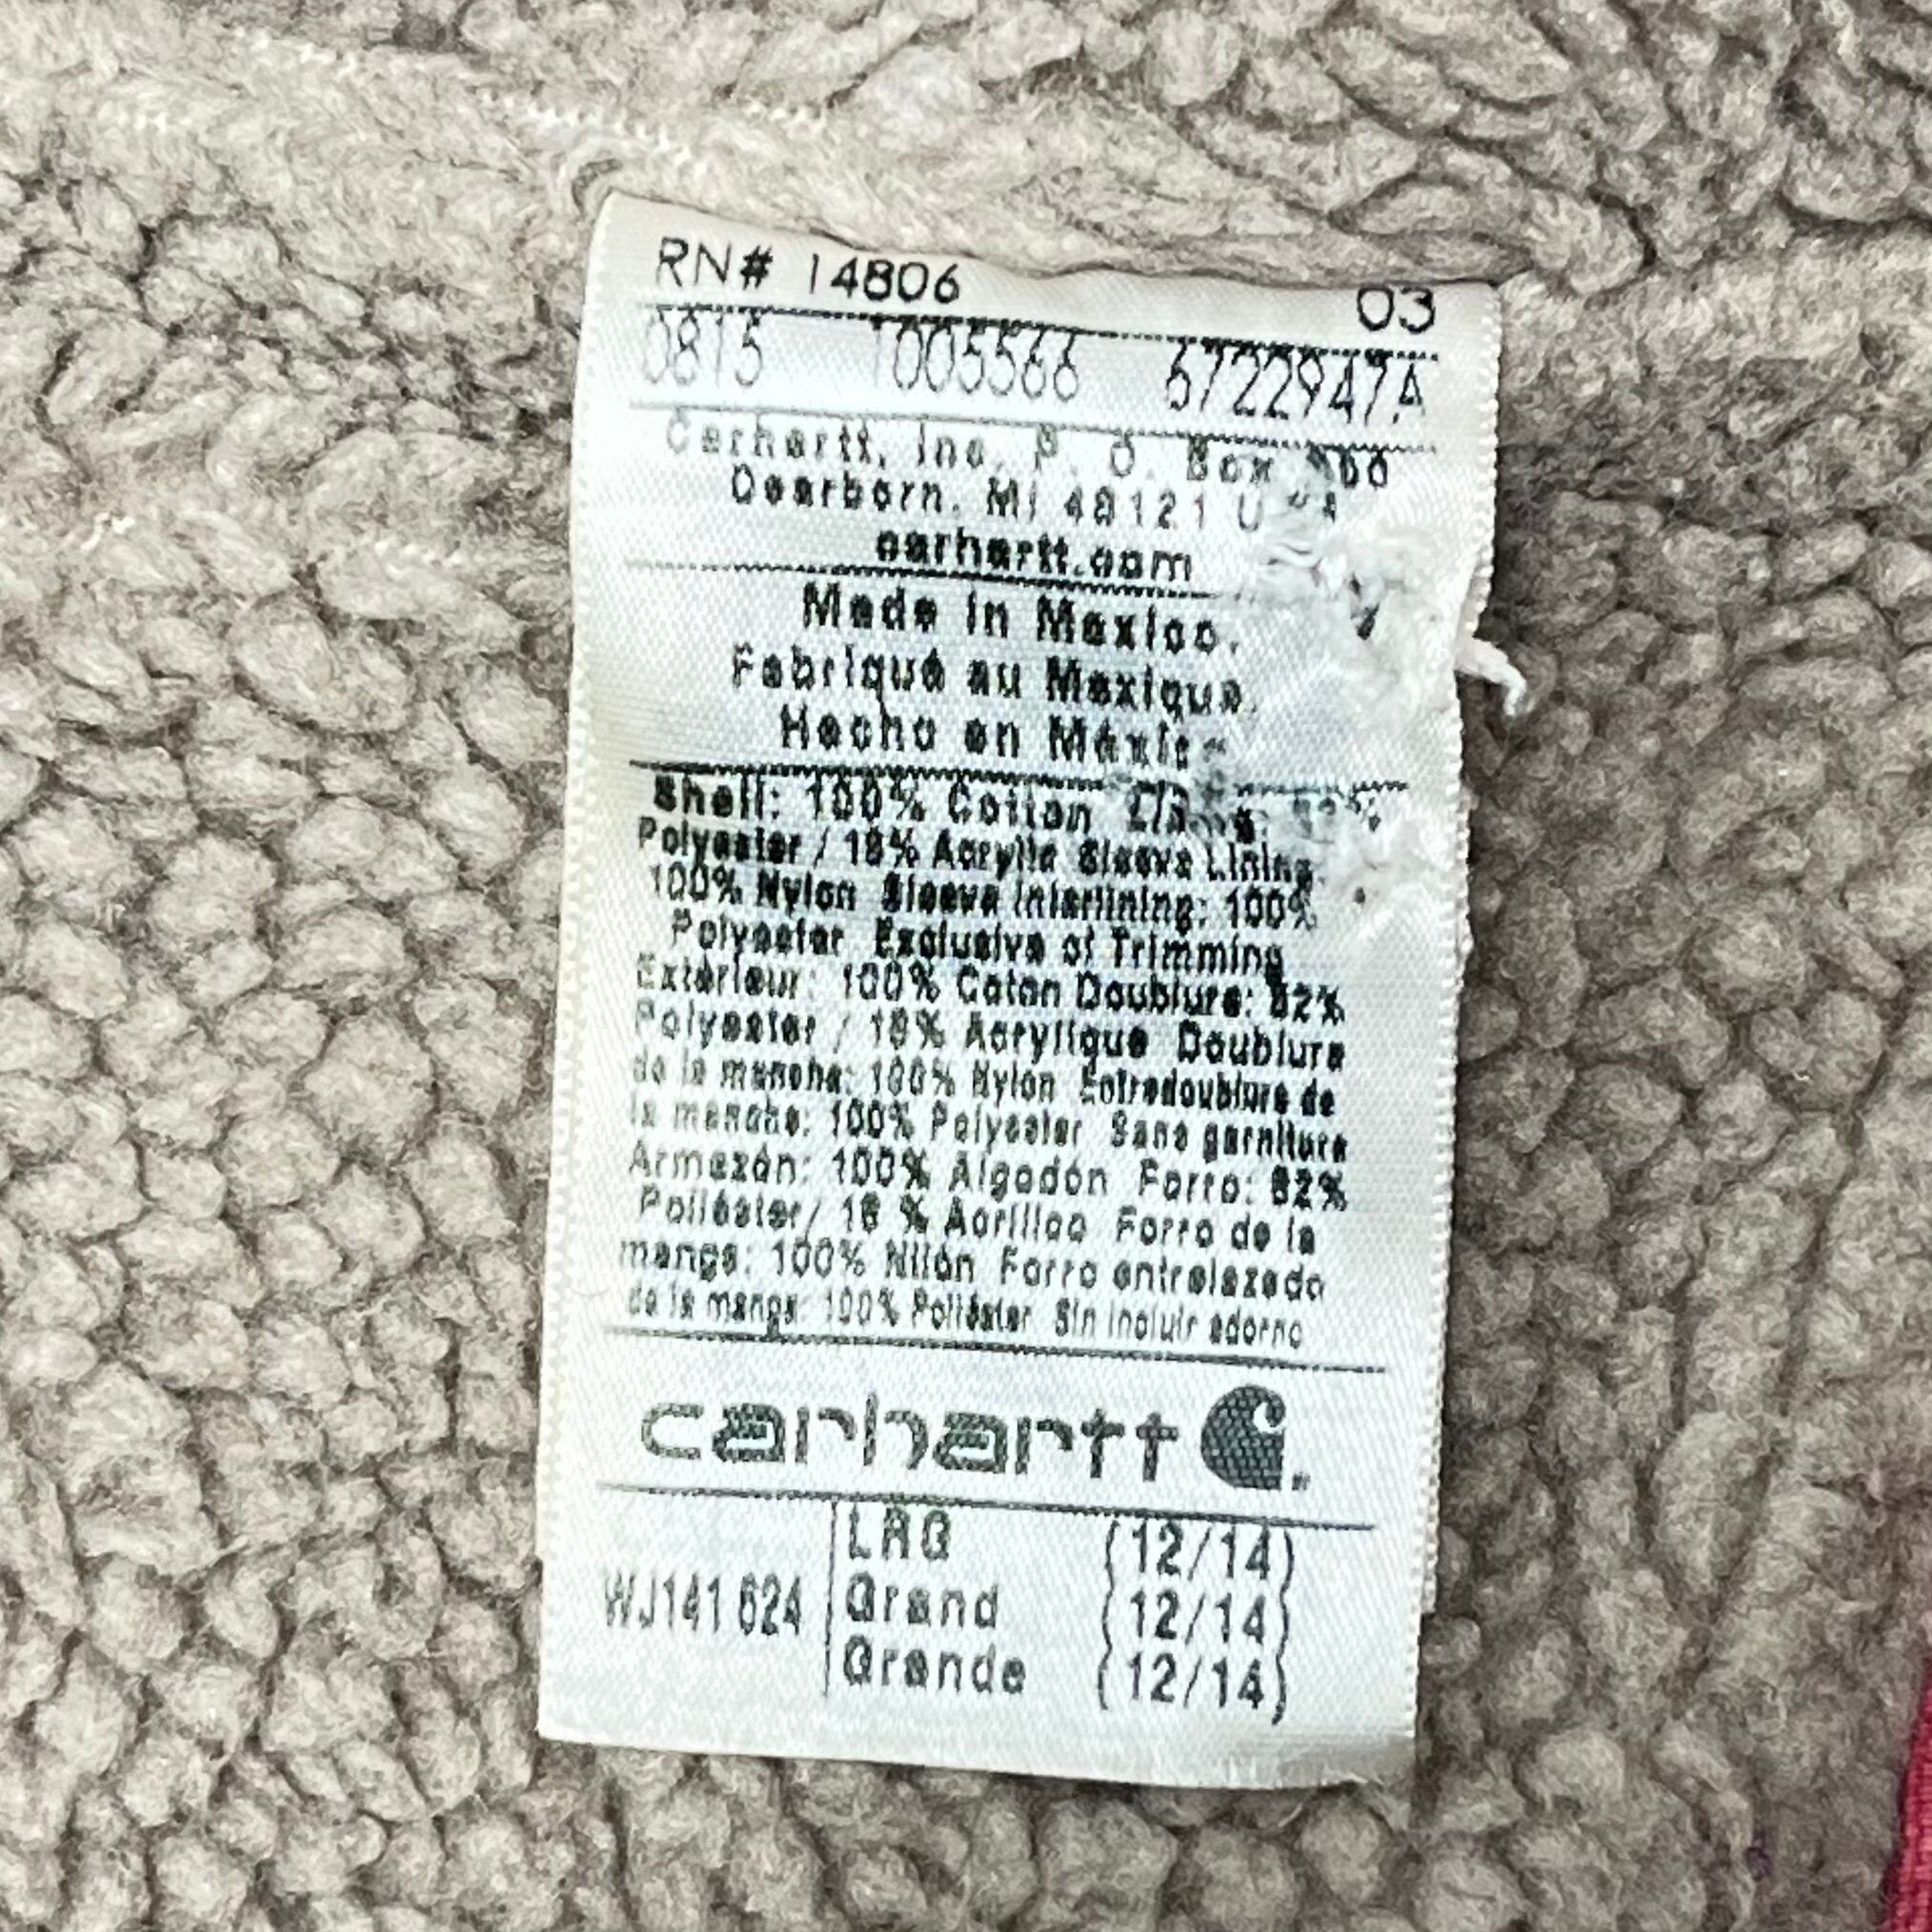 RN# 14806 03
0815 1005566 6722947A
Carhartt, Inc. P. O. Box
Dearborn, MI 48121
carhartt.com
Made in Mexico.
Fabriqué au Mexique.
Hecho en
Shell: 100% Cotton
Polyester / 18% Acrylic Sleeve Lining:
100% Nylon Sleeve Interlining: 100%
Polyester Exclusive of Trimming
Extérieur: 100% Coton Doublure: 82%
Polyester / 18% Acrylique Doublure
de la manche: 100% Nylon Entredoublure de
la manche: 100% Polyester Sans garniture
Armazón: 100% Algodón Forro: 82%
Poliéster/ 18 % Acrílico Forro de la
manga: 100% Nilón Forro entrelazado
de la manga: 100% Poliéster Sin incluir adorno
carhartt
LRG (12/14)
WJ141 624 Grand (12/14)
Grande (12/14)